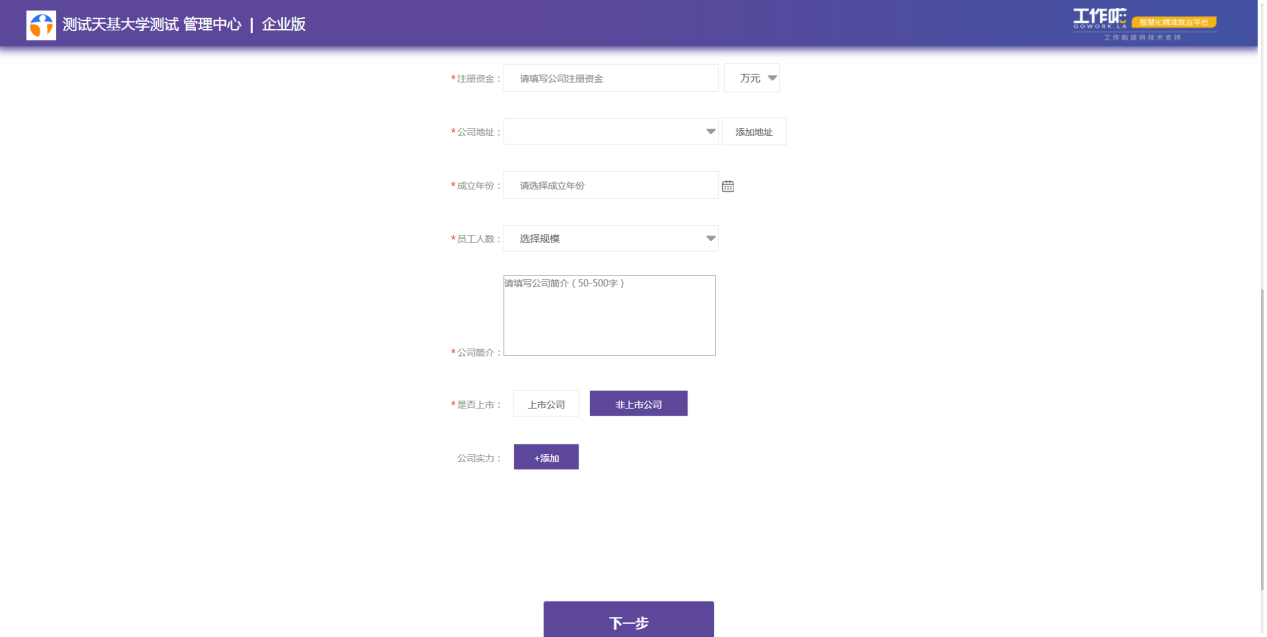 测试天基大学测试 管理中心 | 企业版
工作啦 智慧化精准就业平台
GOWORK.LA
工作啦提供技术支持
*注册资金： 请填写公司注册资金 万元
*公司地址： 添加地址
*成立年份： 请选择成立年份
*员工人数： 选择规模
请填写公司简介（50-500字）
*公司简介：
*是否上市： 上市公司 非上市公司
公司实力： +添加
下一步